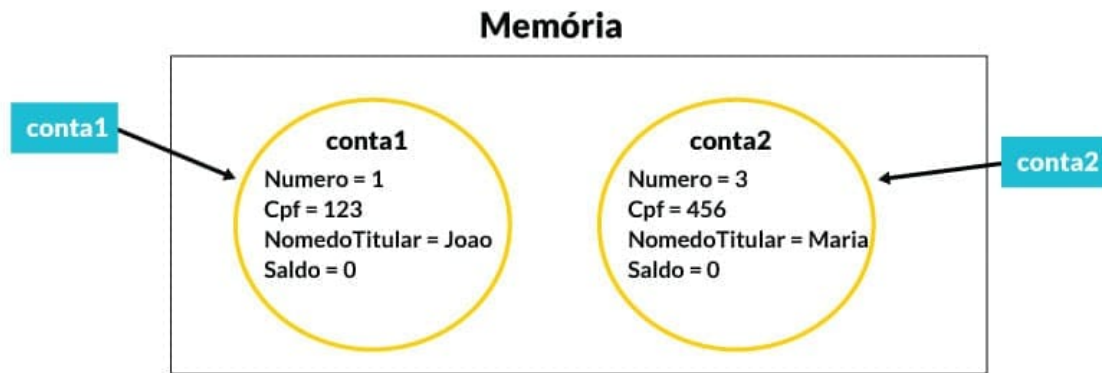 Memória
conta1
conta1
Numero = 1
Cpf = 123
NomedoTitular = Joao
Saldo = 0
conta2
Numero = 3
Cpf = 456
NomedoTitular = Maria
Saldo = 0
conta2